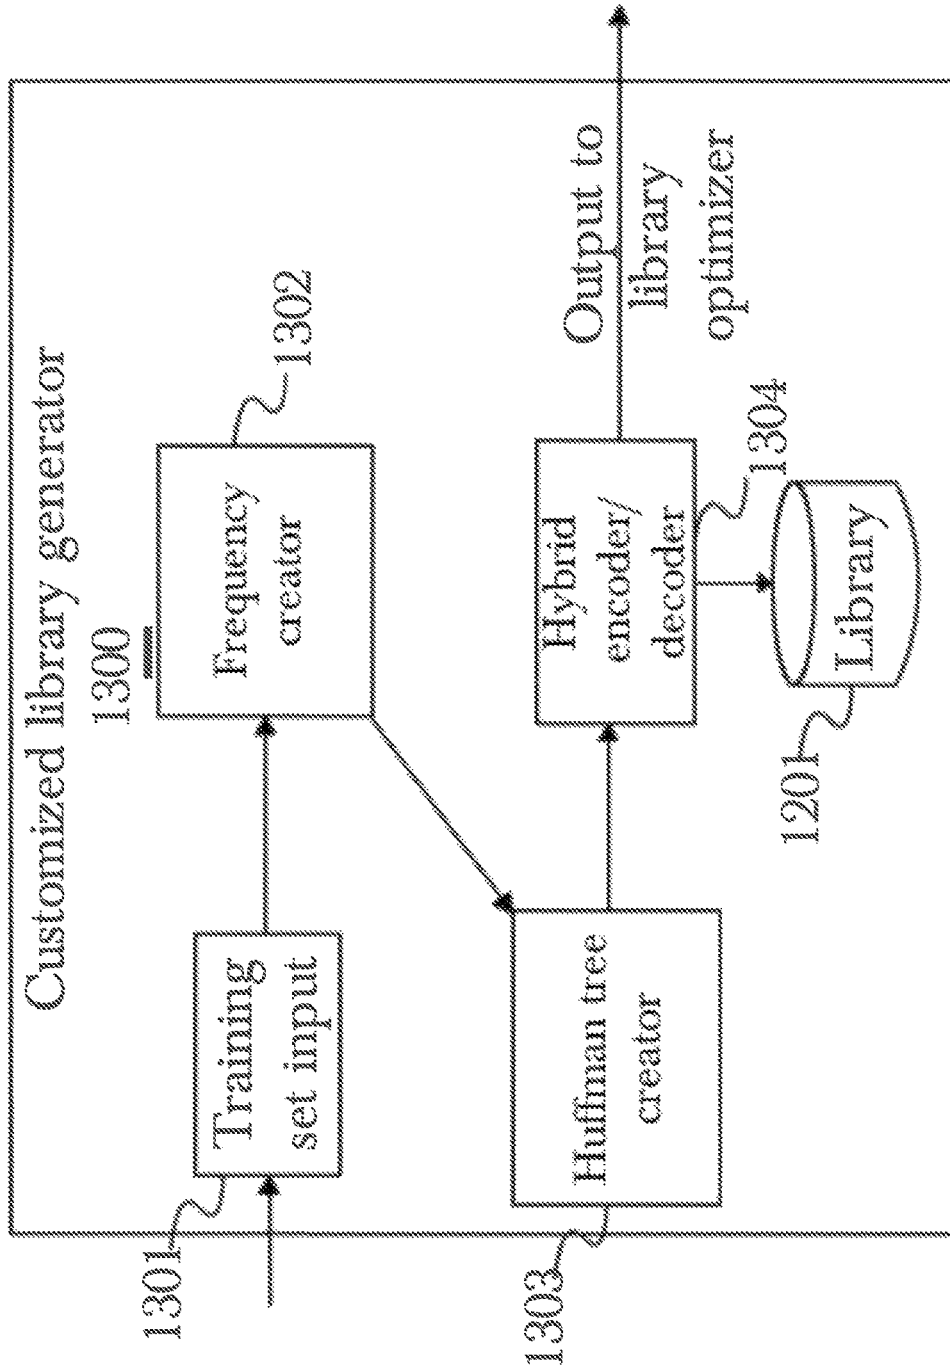 Customized library generator
1300
1301
Training
set input
Frequency
creator
1302
1303
Huffman tree
creator
Hybrid
encoder/
decoder
1304
Output to
library
optimizer
1201
Library